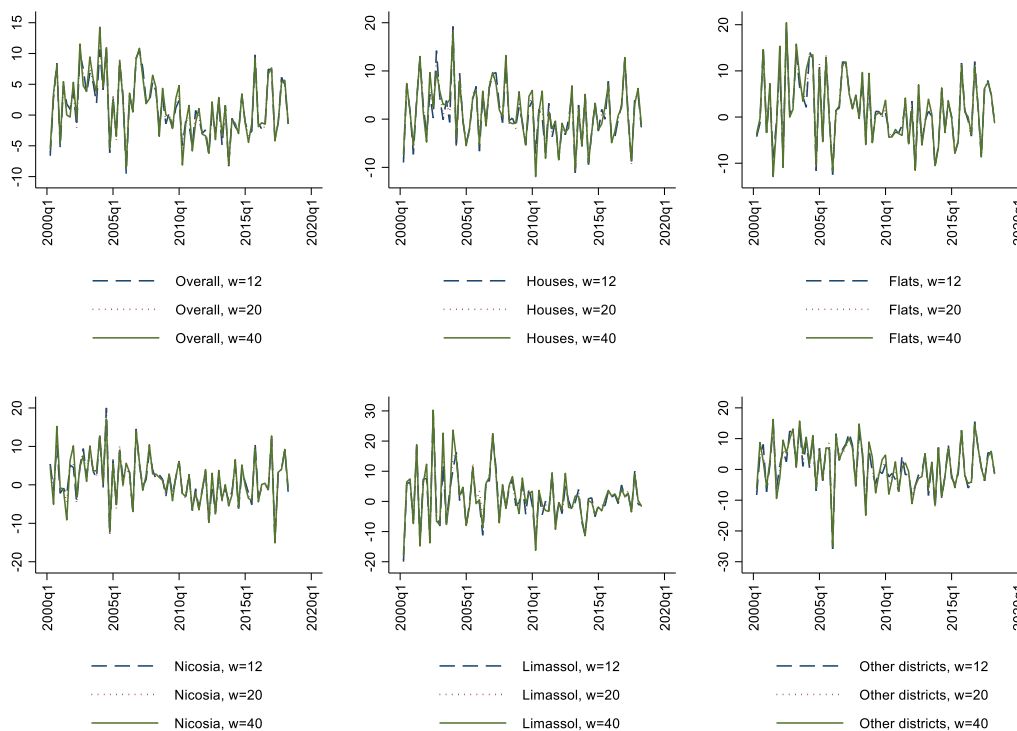 15
10
5
0
-5
-10
2000q1
2005q1
2010q1
2015q1
2020q1
Overall, w=12
Overall, w=20
Overall, w=40
20
10
0
-10
2000q1
2005q1
2010q1
2015q1
2020q1
Houses, w=12
Houses, w=20
Houses, w=40
20
10
0
-10
2000q1
2005q1
2010q1
2015q1
2020q1
Flats, w=12
Flats, w=20
Flats, w=40
20
10
0
-10
-20
2000q1
2005q1
2010q1
2015q1
2020q1
Nicosia, w=12
Nicosia, w=20
Nicosia, w=40
30
20
10
0
-10
-20
2000q1
2005q1
2010q1
2015q1
2020q1
Limassol, w=12
Limassol, w=20
Limassol, w=40
20
10
0
-10
-20
-30
2000q1
2005q1
2010q1
2015q1
2020q1
Other districts, w=12
Other districts, w=20
Other districts, w=40